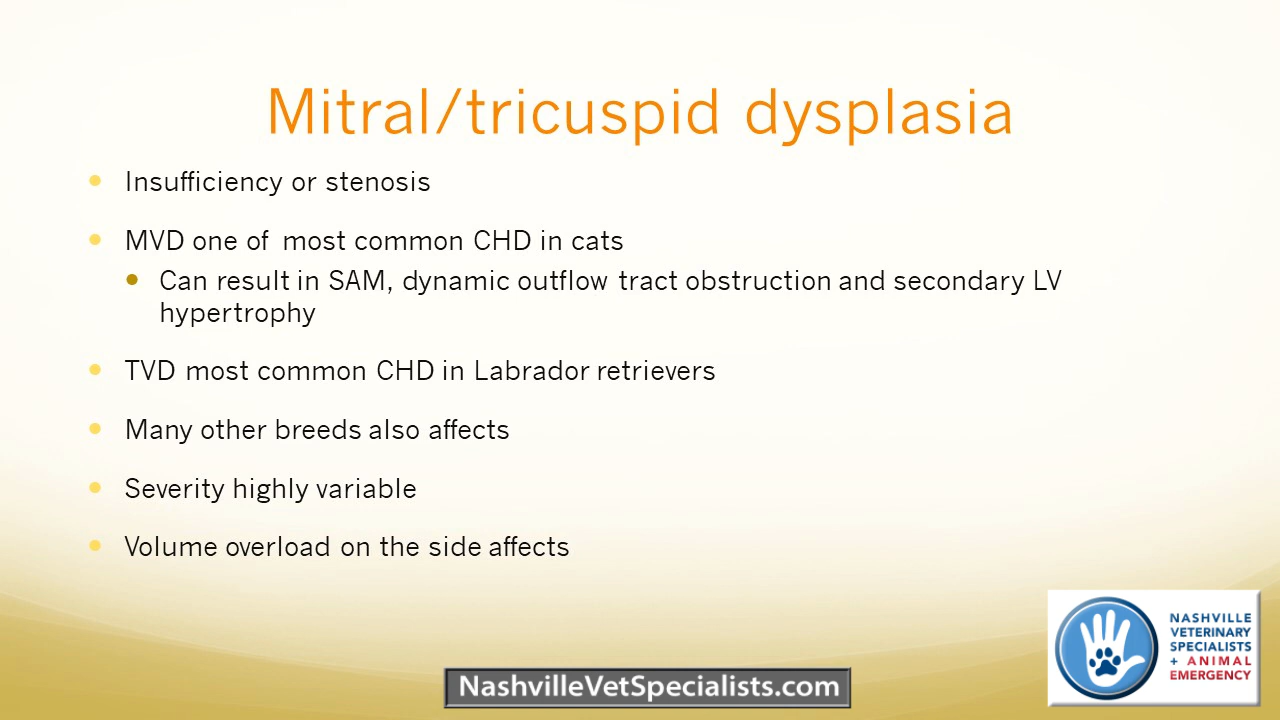 Mitral/tricuspid dysplasia
Insufficiency or stenosis
MVD one of most common CHD in cats
Can result in SAM, dynamic outflow tract obstruction and secondary LV
hypertrophy
TVD most common CHD in Labrador retrievers
Many other breeds also affects
Severity highly variable
Volume overload on the side affects
NASHVILLE
VETERINARY
SPECIALISTS
+ ANIMAL
EMERGENCY
NashvilleVetSpecialists.com